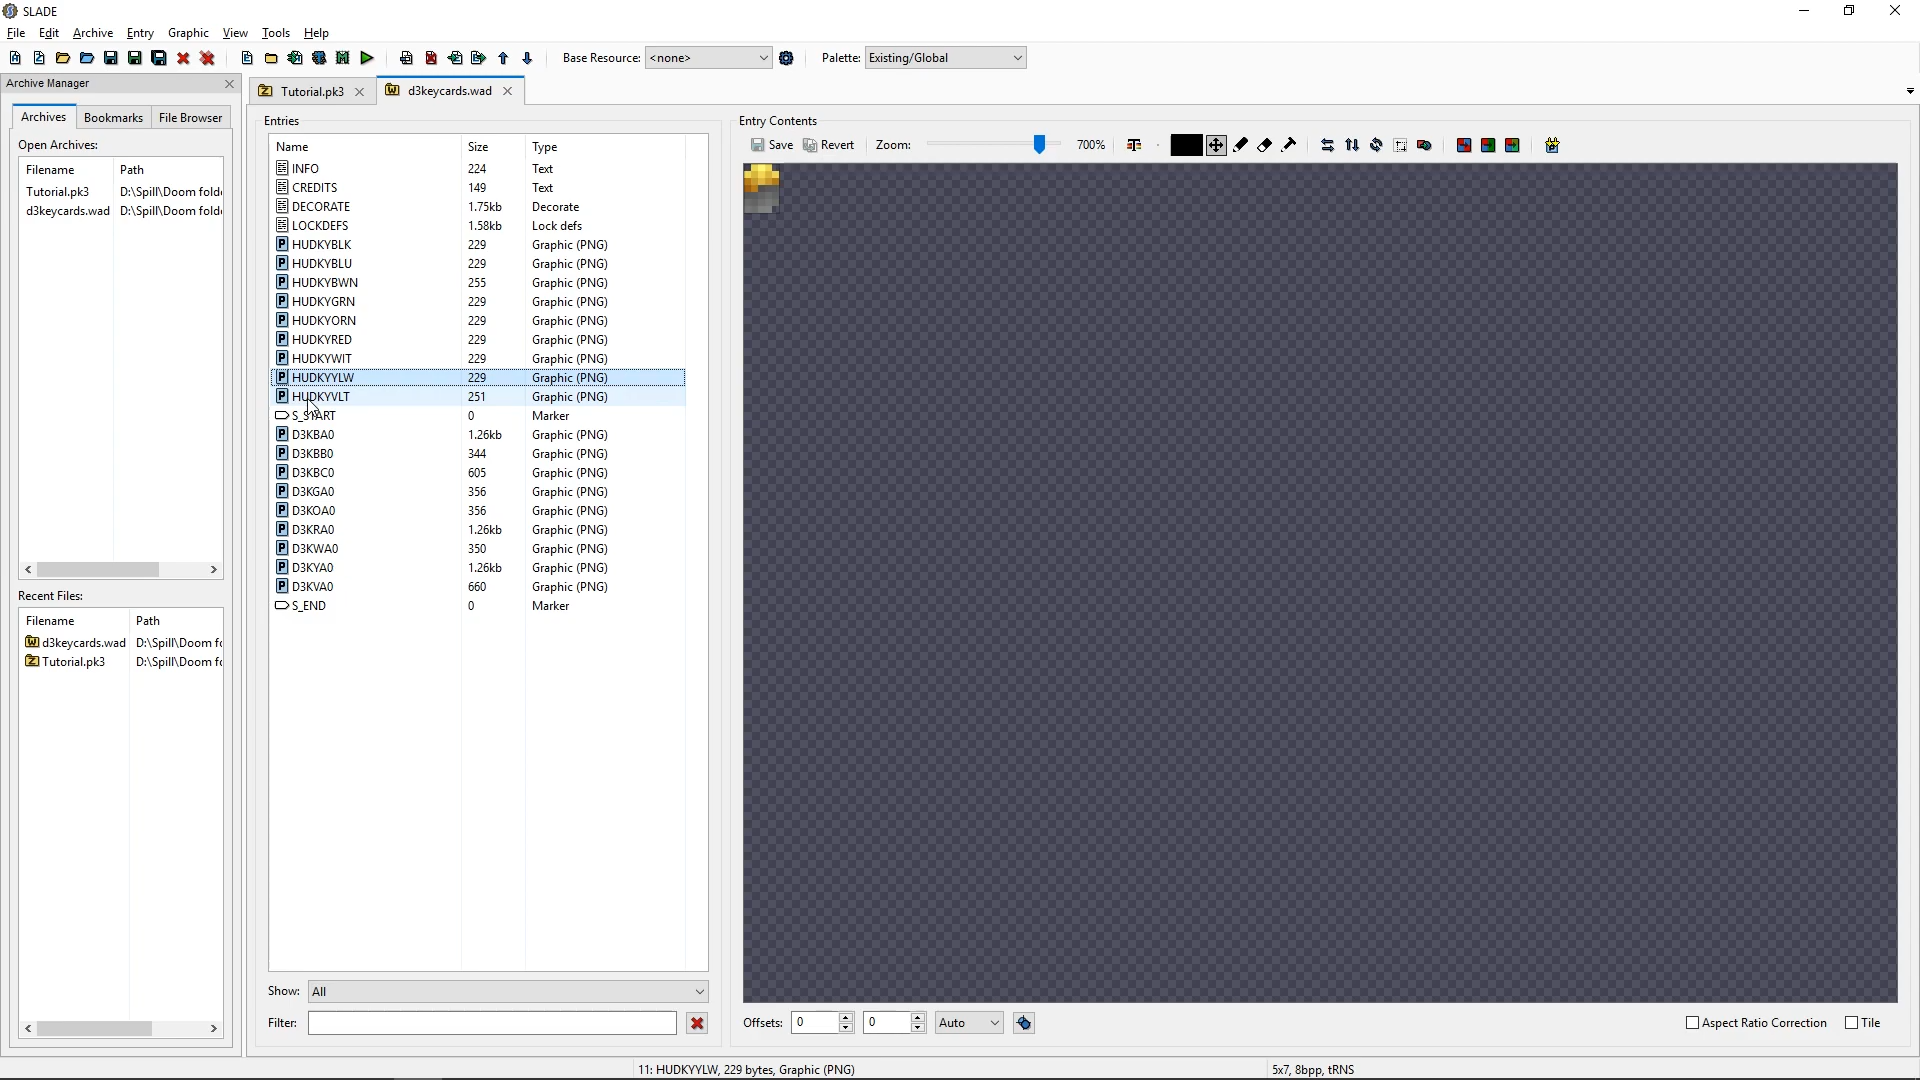 SLADE
File Edit Archive Entry Graphic View Tools Help
Base Resource: <none> Palette: Existing/Global
Archive Manager
Tutorial.pk3 d3keycards.wad
Archives Bookmarks File Browser
Open Archives:
Filename Path
Tutorial.pk3 D:\Spill\Doom folde
d3keycards.wad D:\Spill\Doom folde
Recent Files:
Filename Path
d3keycards.wad D:\Spill\Doom fo
Tutorial.pk3 D:\Spill\Doom fo
Entries
Name Size Type
INFO 224 Text
CREDITS 149 Text
DECORATE 1.75kb Decorate
LOCKDEFS 1.58kb Lock defs
HUDKYBLK 229 Graphic (PNG)
HUDKYBLU 229 Graphic (PNG)
HUDKYBWN 255 Graphic (PNG)
HUDKYGRN 229 Graphic (PNG)
HUDKYORN 229 Graphic (PNG)
HUDKYRED 229 Graphic (PNG)
HUDKYWIT 229 Graphic (PNG)
HUDKYYLW 229 Graphic (PNG)
HUDKYVLT 251 Graphic (PNG)
S_START 0 Marker
D3KBA0 1.26kb Graphic (PNG)
D3KBB0 344 Graphic (PNG)
D3KBC0 605 Graphic (PNG)
D3KGA0 356 Graphic (PNG)
D3KOA0 356 Graphic (PNG)
D3KRA0 1.26kb Graphic (PNG)
D3KWA0 350 Graphic (PNG)
D3KYA0 1.26kb Graphic (PNG)
D3KVA0 660 Graphic (PNG)
S_END 0 Marker
Show: All
Filter:
Entry Contents
Save Revert Zoom: 700%
Offsets: 0 0 Auto Aspect Ratio Correction Tile
11: HUDKYYLW, 229 bytes, Graphic (PNG) 5x7, 8bpp, tRNS